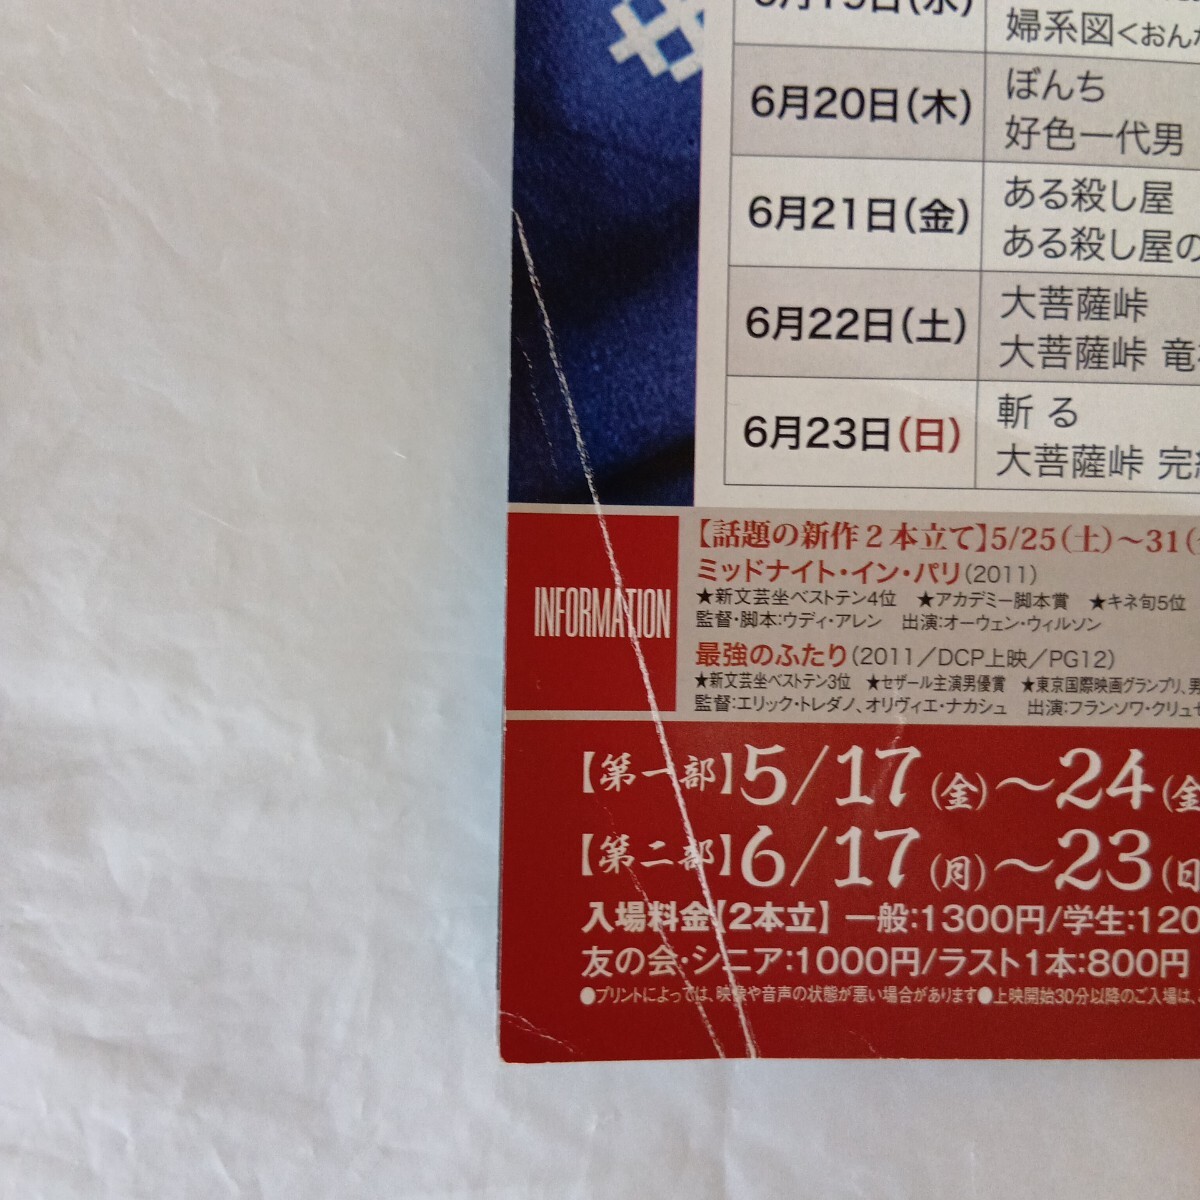 6月19日(水)
婦系図<おんな
6月20日(木)
ぼんち
好色一代男
6月21日(金)
ある殺し屋
ある殺し屋の
6月22日(土)
大菩薩峠
大菩薩峠 竜
6月23日(日)
斬る
大菩薩峠 完
INFORMATION
【話題の新作2本立て】5/25(土)〜31(
ミッドナイト・イン・パリ(2011)
★新文芸坐ベストテン4位 ★アカデミー脚本賞 ★キネ旬5位
監督・脚本:ウディ・アレン 出演:オーウェン・ウィルソン
最強のふたり(2011/DCP上映/PG12)
★新文芸坐ベストテン3位 ★セザール主演男優賞 ★東京国際映画グランプリ、男
監督:エリック・トレダノ、オリヴィエ・ナカシュ 出演:フランソワ・クリュゼ
【第一部】5/17(金)〜24(金
【第二部】6/17(月)〜23(日
入場料金【2本立】 一般:1300円/学生:120
友の会・シニア:1000円/ラスト1本:800円
●プリントによっては、映像や音声の状態が悪い場合があります●上映開始30分以降のご入場は、